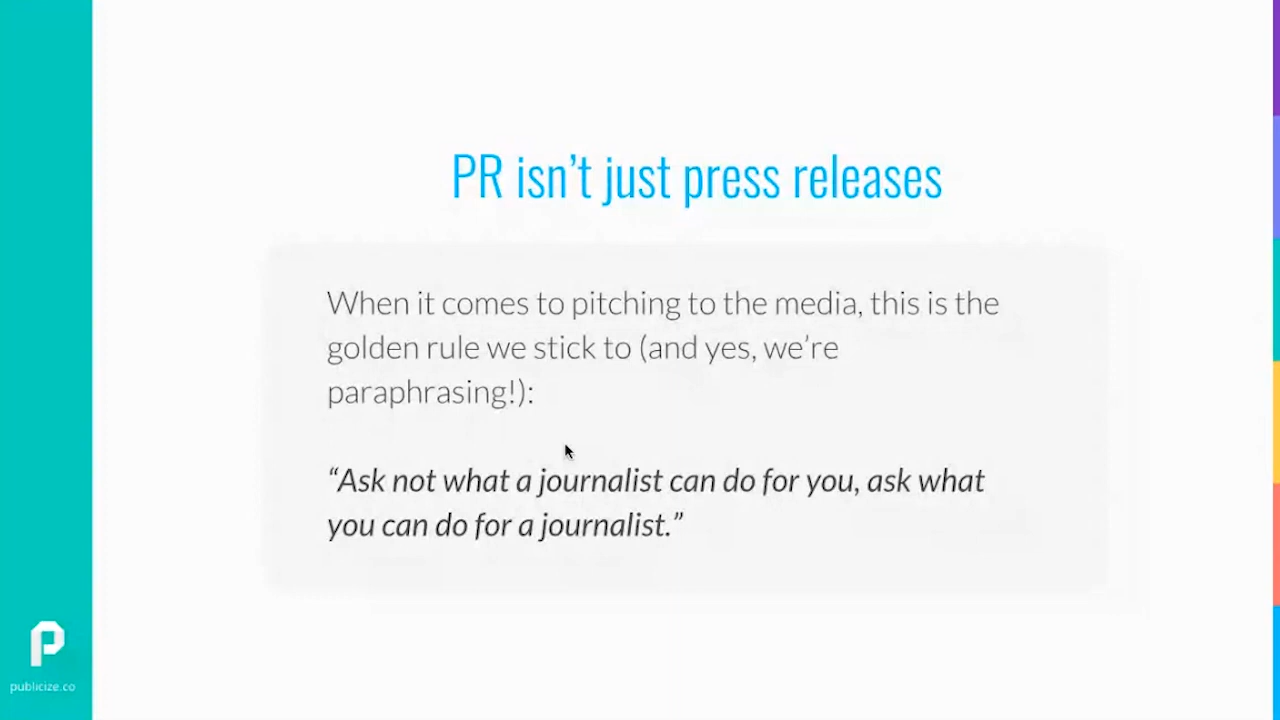 PR isn’t just press releases
When it comes to pitching to the media, this is the
golden rule we stick to (and yes, we’re
paraphrasing!):
“Ask not what a journalist can do for you, ask what
you can do for a journalist.”
publicize.co